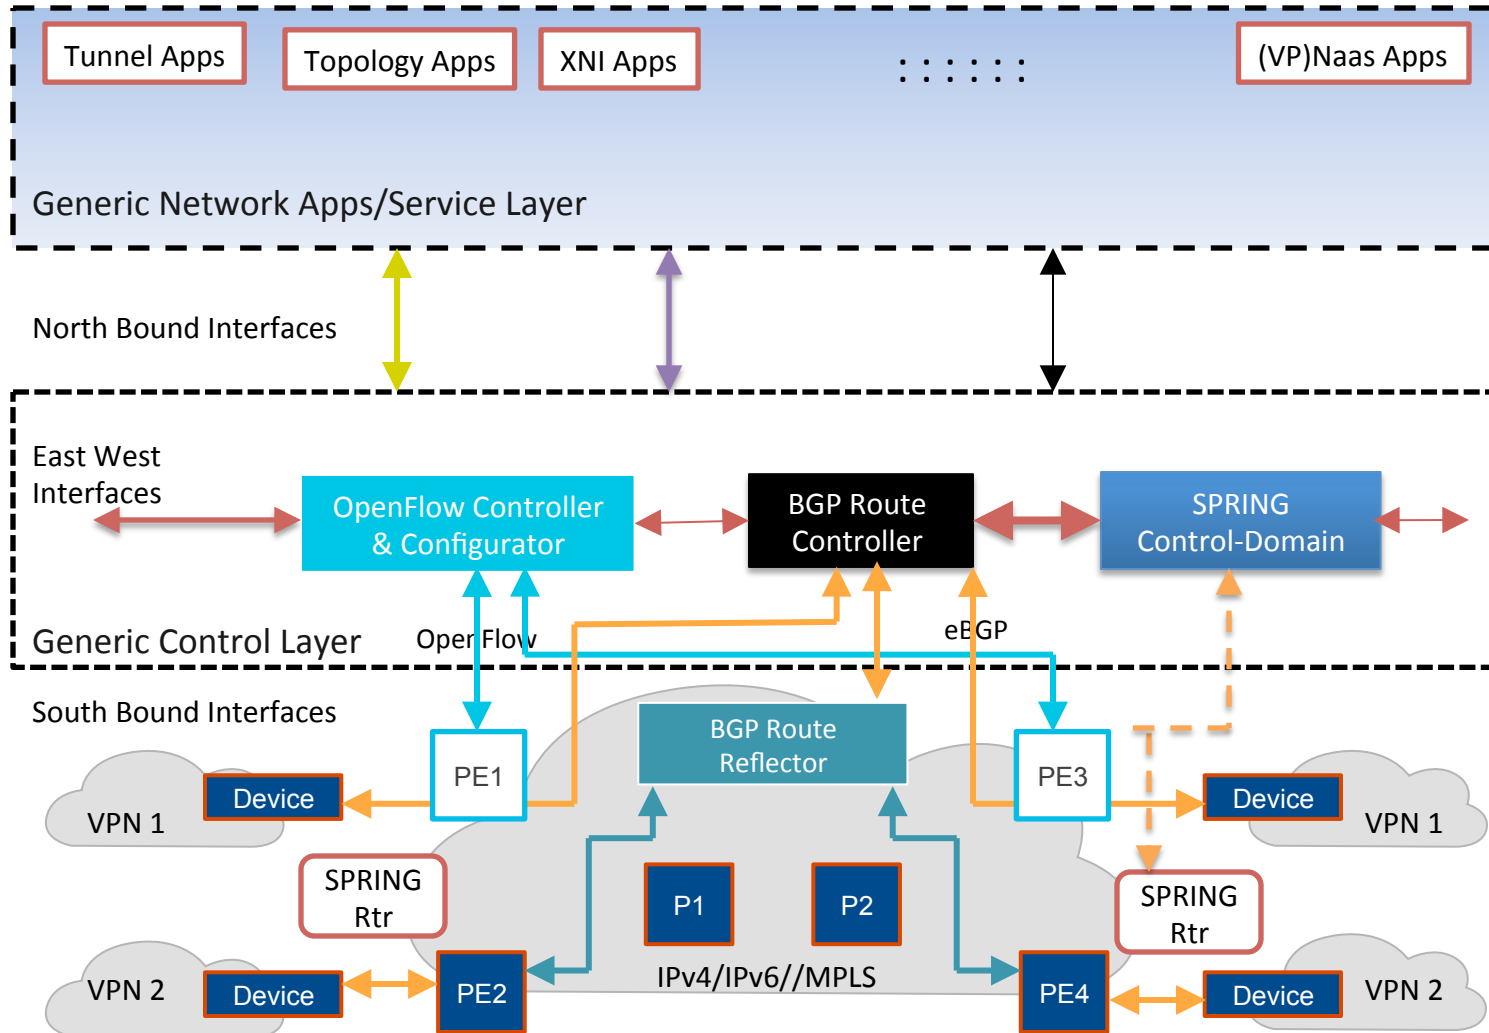 Tunnel Apps
Topology Apps
XNI Apps
: : : : : :
(VP)Naas Apps
Generic Network Apps/Service Layer
North Bound Interfaces
East West
Interfaces
OpenFlow Controller
& Configurator
BGP Route
Controller
SPRING
Control-Domain
Generic Control Layer
OpenFlow
eBGP
South Bound Interfaces
BGP Route
Reflector
PE1
PE3
Device
VPN 1
Device
VPN 1
SPRING
Rtr
P1
P2
SPRING
Rtr
IPv4/IPv6//MPLS
VPN 2
Device
PE2
PE4
Device
VPN 2